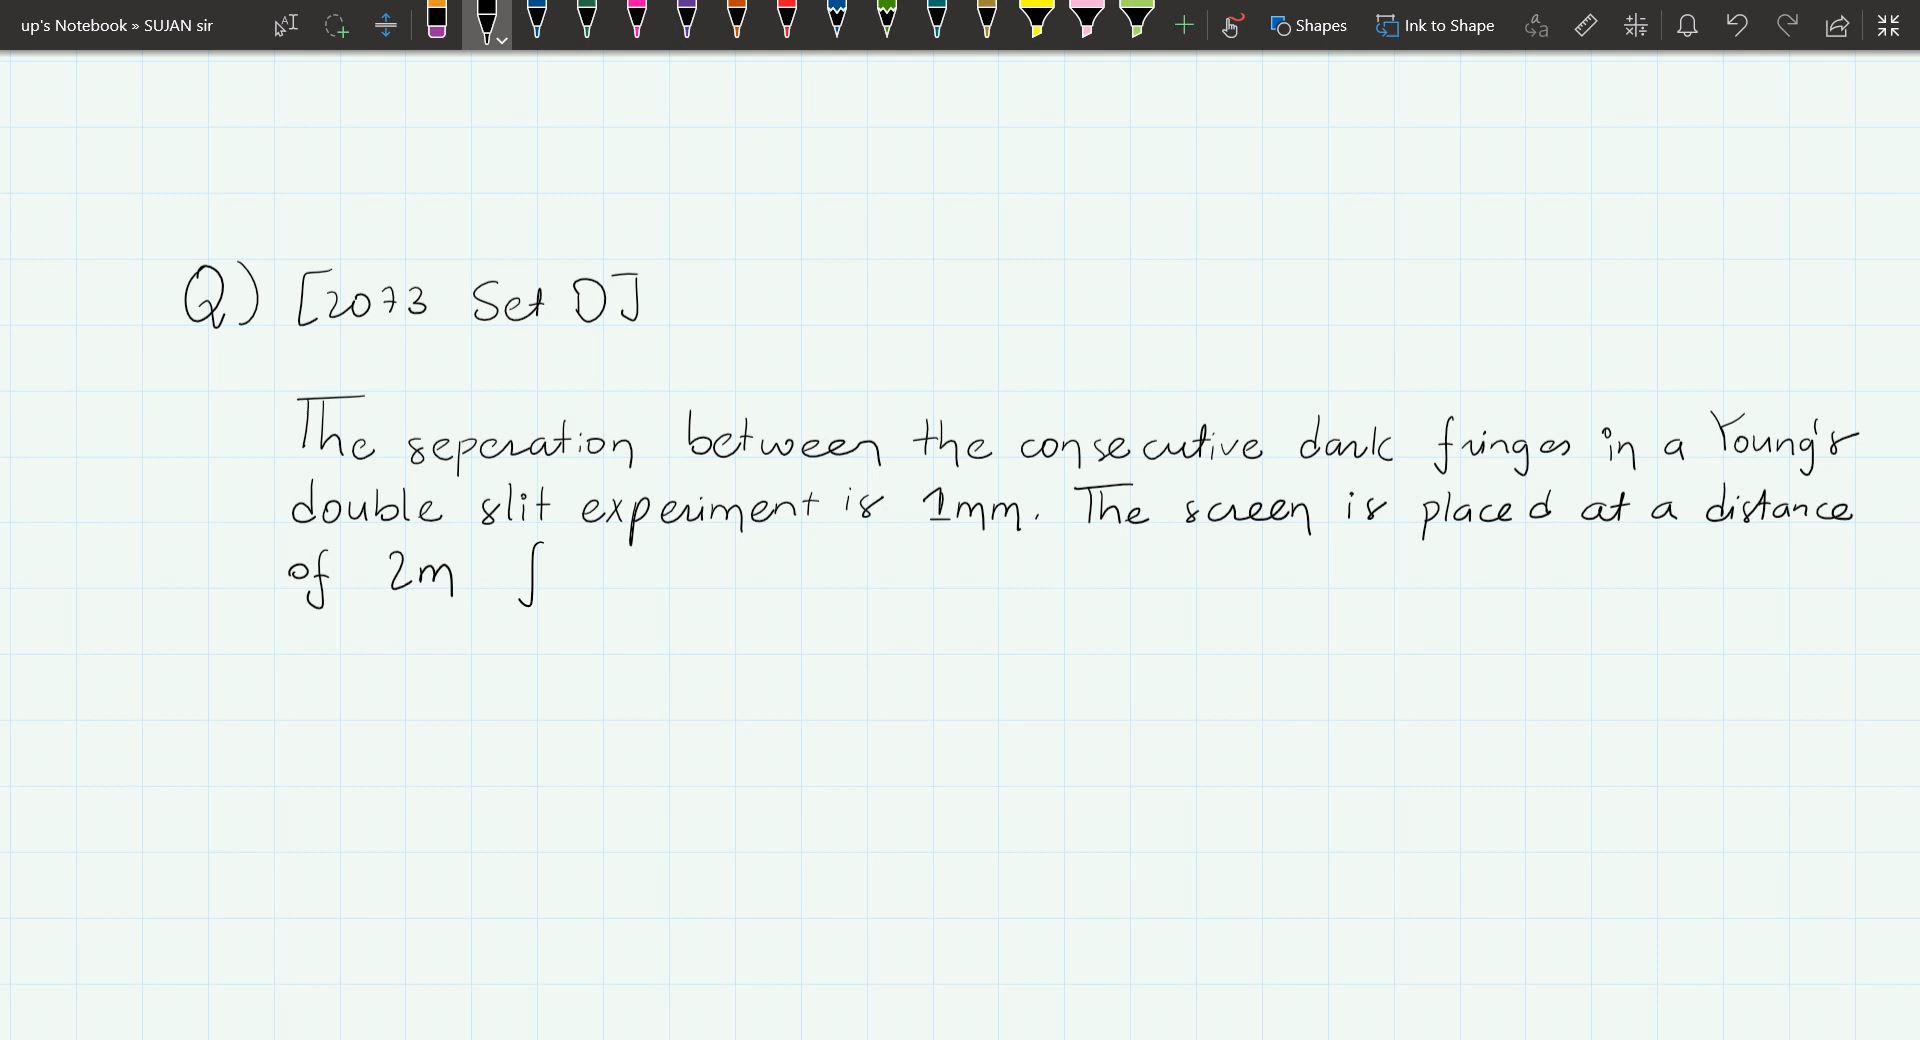 up's Notebook » SUJAN sir
Shapes
Ink to Shape
Q) [2073 Set D]
The seperation between the consecutive dark fringes in a Young's
double slit experiment is 1mm. The screen is placed at a distance
of 2m